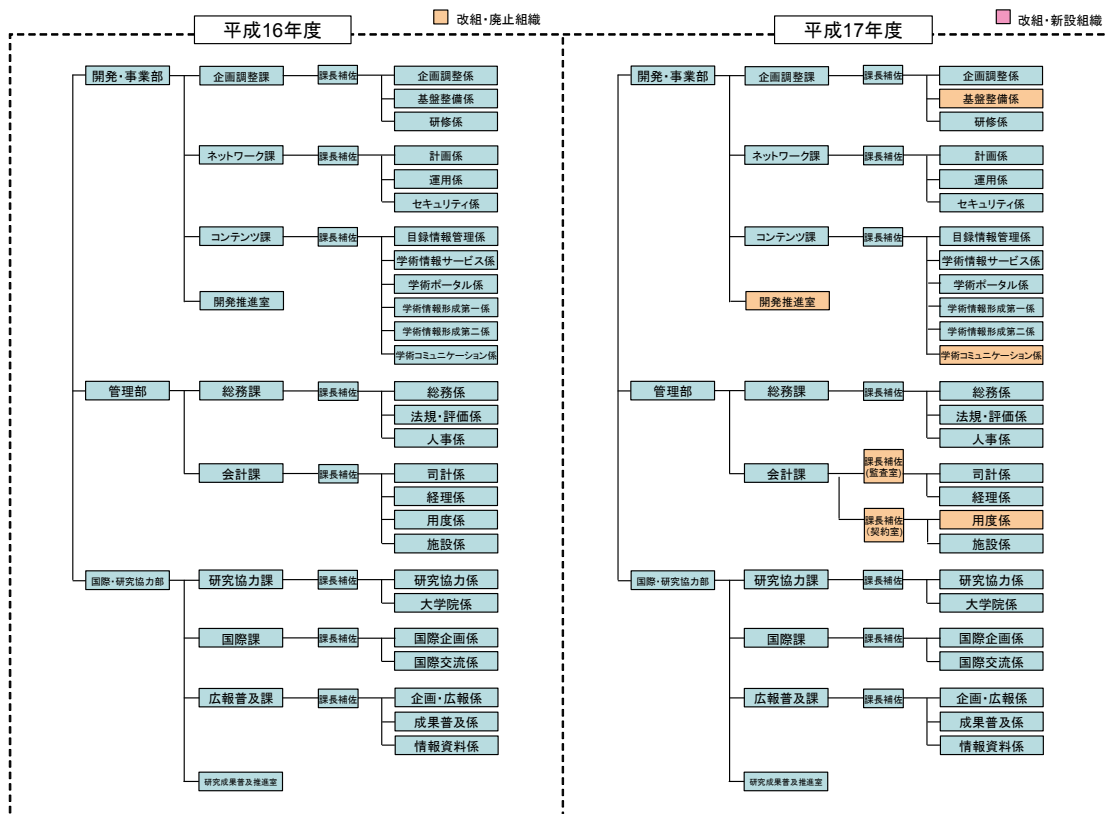 改組・廃止組織
改組・新設組織
平成16年度
開発・事業部
企画調整課
課長補佐
企画調整係
基盤整備係
研修係
ネットワーク課
課長補佐
計画係
運用係
セキュリティ係
コンテンツ課
課長補佐
目録情報管理係
学術情報サービス係
学術ポータル係
学術情報形成第一係
学術情報形成第二係
学術コミュニケーション係
開発推進室
管理部
総務課
課長補佐
総務係
法規・評価係
人事係
会計課
課長補佐
司計係
経理係
用度係
施設係
国際・研究協力部
研究協力課
課長補佐
研究協力係
大学院係
国際課
課長補佐
国際企画係
国際交流係
広報普及課
課長補佐
企画・広報係
成果普及係
情報資料係
研究成果普及推進室
平成17年度
開発・事業部
企画調整課
課長補佐
企画調整係
基盤整備係
研修係
ネットワーク課
課長補佐
計画係
運用係
セキュリティ係
コンテンツ課
課長補佐
目録情報管理係
学術情報サービス係
学術ポータル係
学術情報形成第一係
学術情報形成第二係
学術コミュニケーション係
開発推進室
管理部
総務課
課長補佐
総務係
法規・評価係
人事係
会計課
課長補佐
(監査室)
司計係
経理係
課長補佐
(契約室)
用度係
施設係
国際・研究協力部
研究協力課
課長補佐
研究協力係
大学院係
国際課
課長補佐
国際企画係
国際交流係
広報普及課
課長補佐
企画・広報係
成果普及係
情報資料係
研究成果普及推進室